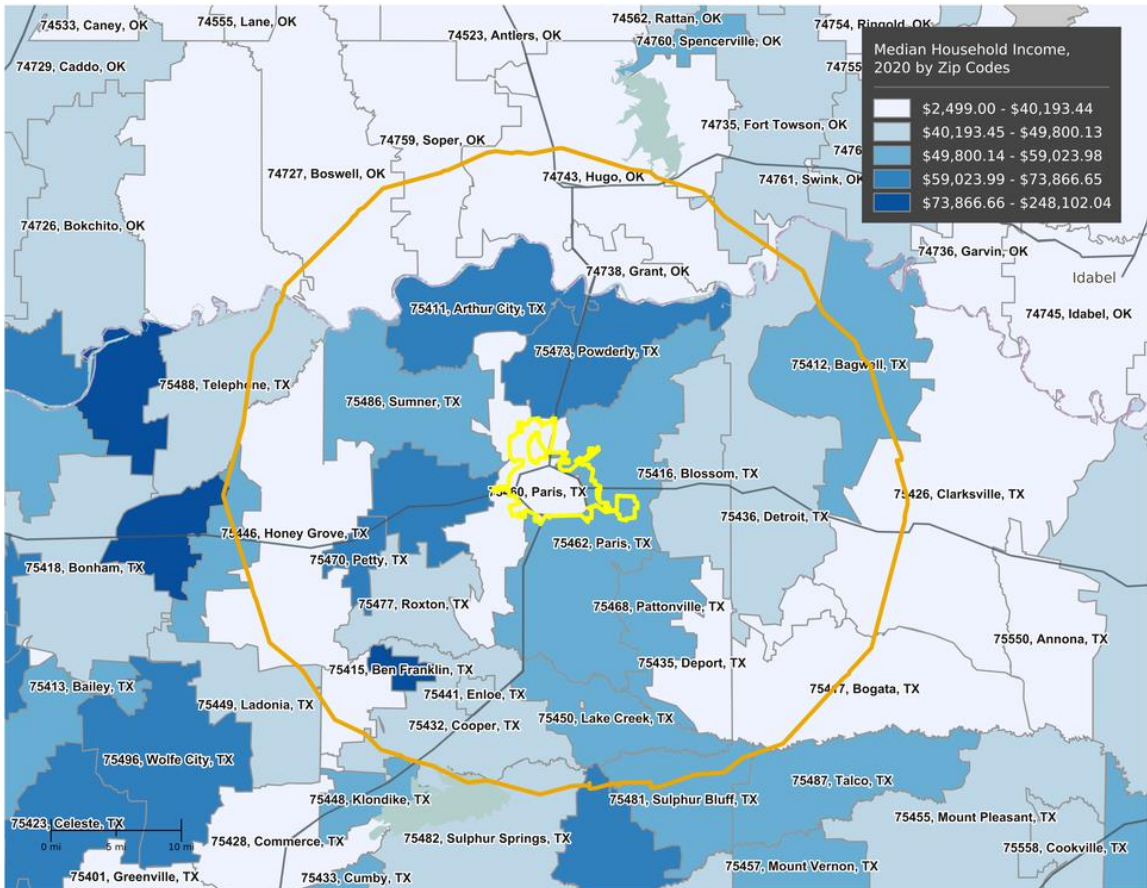 74533, Caney, OK
74555, Lane, OK
74562, Rattan, OK
74754, Ringold, OK
74523, Antlers, OK
74760, Spencerville, OK
74729, Caddo, OK
Median Household Income,
2020 by Zip Codes
$2,499.00 - $40,193.44
$40,193.45 - $49,800.13
$49,800.14 - $59,023.98
$59,023.99 - $73,866.65
$73,866.66 - $248,102.04
74759, Soper, OK
74735, Fort Towson, OK
74727, Boswell, OK
74743, Hugo, OK
74761, Swink, OK
74726, Bokchito, OK
74736, Garvin, OK
74738, Grant, OK
Idabel
75411, Arthur City, TX
74745, Idabel, OK
75473, Powderly, TX
75412, Bagwell, TX
75488, Telephone, TX
75486, Sumner, TX
75416, Blossom, TX
75460, Paris, TX
75426, Clarksville, TX
75436, Detroit, TX
75446, Honey Grove, TX
75462, Paris, TX
75470, Petty, TX
75418, Bonham, TX
75477, Roxton, TX
75468, Pattonville, TX
75550, Annona, TX
75415, Ben Franklin, TX
75435, Deport, TX
75413, Bailey, TX
75441, Enloe, TX
75417, Bogata, TX
75449, Ladonia, TX
75432, Cooper, TX
75450, Lake Creek, TX
75496, Wolfe City, TX
75487, Talco, TX
75448, Klondike, TX
75481, Sulphur Bluff, TX
75455, Mount Pleasant, TX
75423, Celeste, TX
75428, Commerce, TX
75482, Sulphur Springs, TX
0 mi 5 mi 10 mi
75558, Cookville, TX
75401, Greenville, TX
75433, Cumby, TX
75457, Mount Vernon, TX